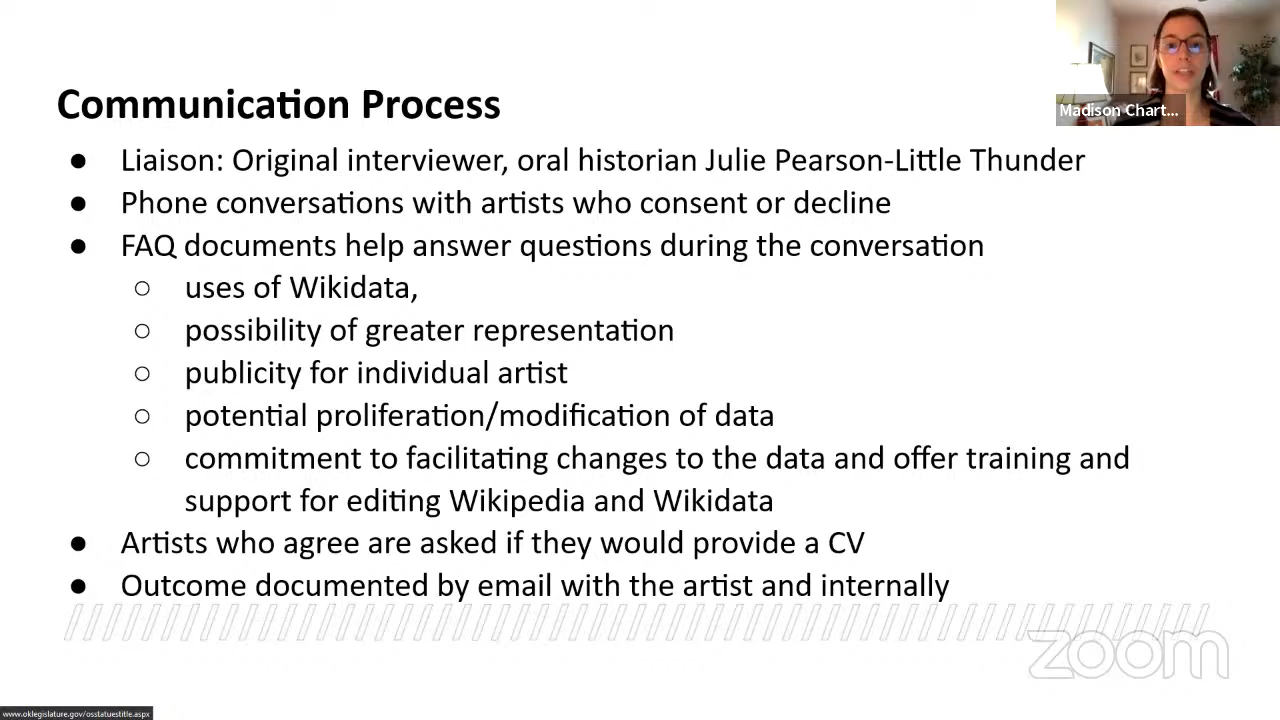 Communication Process
Madison Chart...
● Liaison: Original interviewer, oral historian Julie Pearson-Little Thunder
● Phone conversations with artists who consent or decline
● FAQ documents help answer questions during the conversation
○ uses of Wikidata,
○ possibility of greater representation
○ publicity for individual artist
○ potential proliferation/modification of data
○ commitment to facilitating changes to the data and offer training and
support for editing Wikipedia and Wikidata
● Artists who agree are asked if they would provide a CV
● Outcome documented by email with the artist and internally
zoom
www.oklegislature.gov/osstatuestitle.aspx